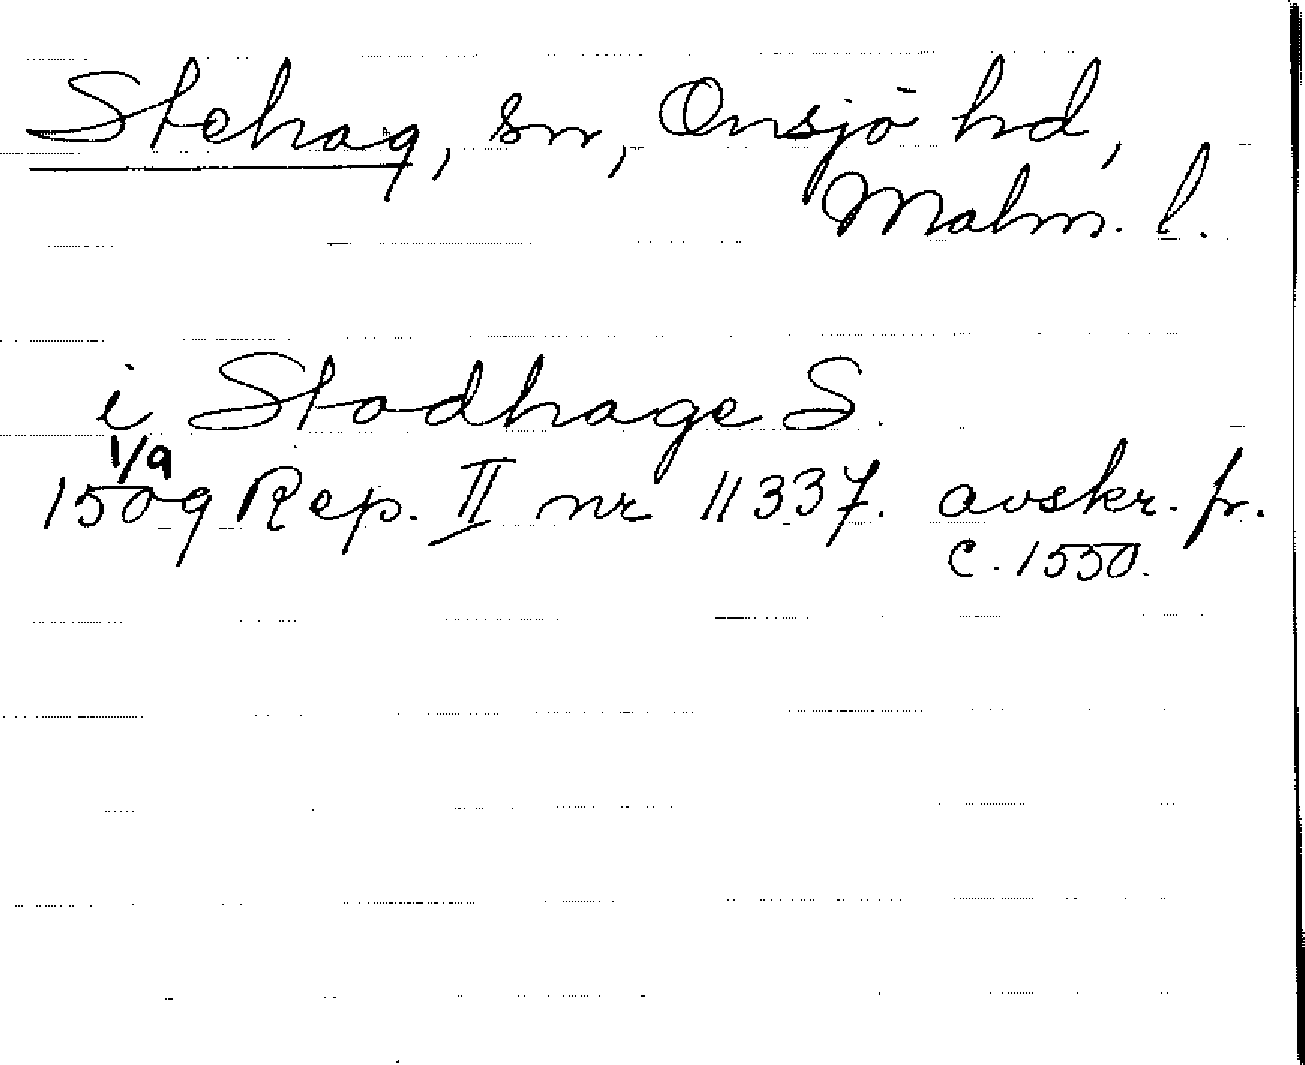 Stehag, sn, Onsjö hd,
Malm. l.
i Stodhage S.
1/9
1509 Rep. II nr 11337. avskr. fr.
c. 1550.